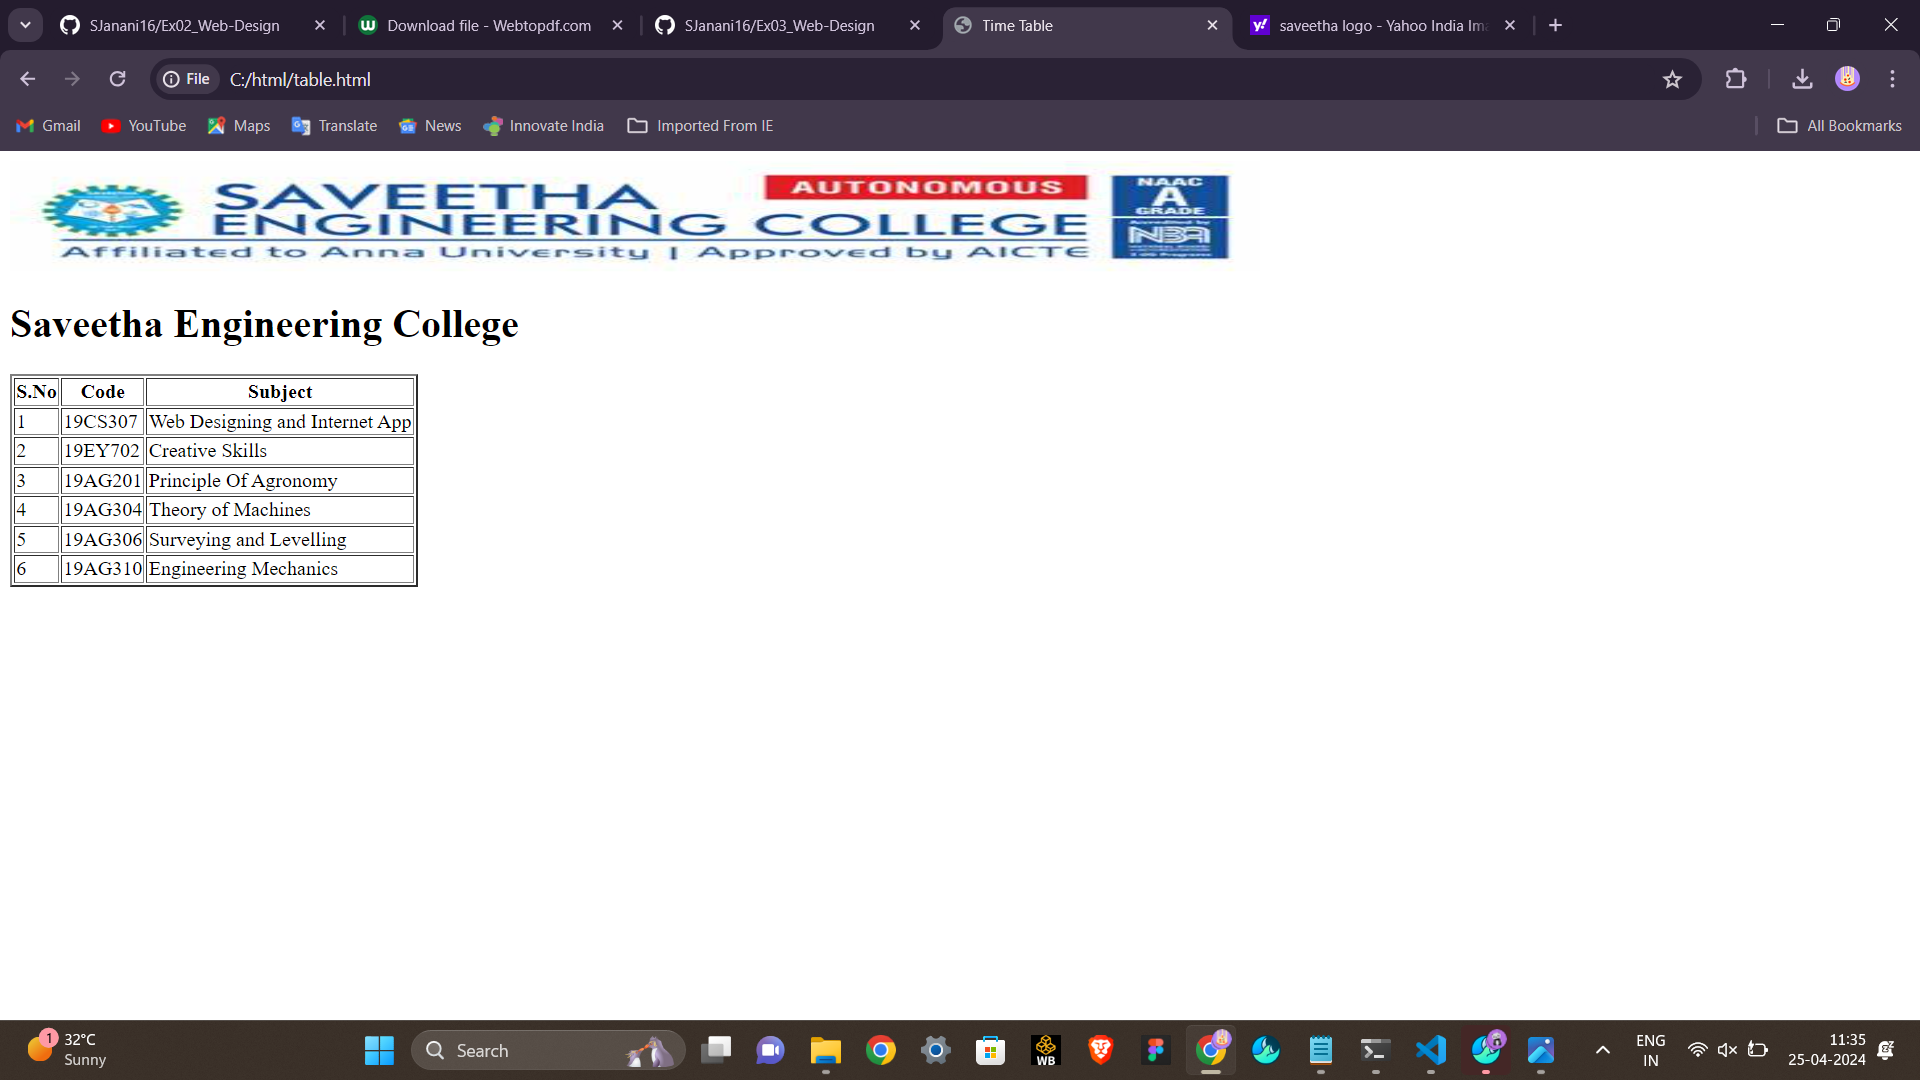 SJanani16/Ex02_Web-Design
Download file - Webtopdf.com
SJanani16/Ex03_Web-Design
Time Table
saveetha logo - Yahoo India Im
File C:/html/table.html
Gmail YouTube Maps Translate News Innovate India Imported From IE All Bookmarks
SAVEETHA AUTONOMOUS
ENGINEERING COLLEGE
Affiliated to Anna University | Approved by AICTE
NAAC
A
GRADE
Accredited by
NBA
Saveetha Engineering College
S.No Code Subject
1 19CS307 Web Designing and Internet App
2 19EY702 Creative Skills
3 19AG201 Principle Of Agronomy
4 19AG304 Theory of Machines
5 19AG306 Surveying and Levelling
6 19AG310 Engineering Mechanics
1
32°C
Sunny
Search
WB
ENG
IN
11:35
25-04-2024